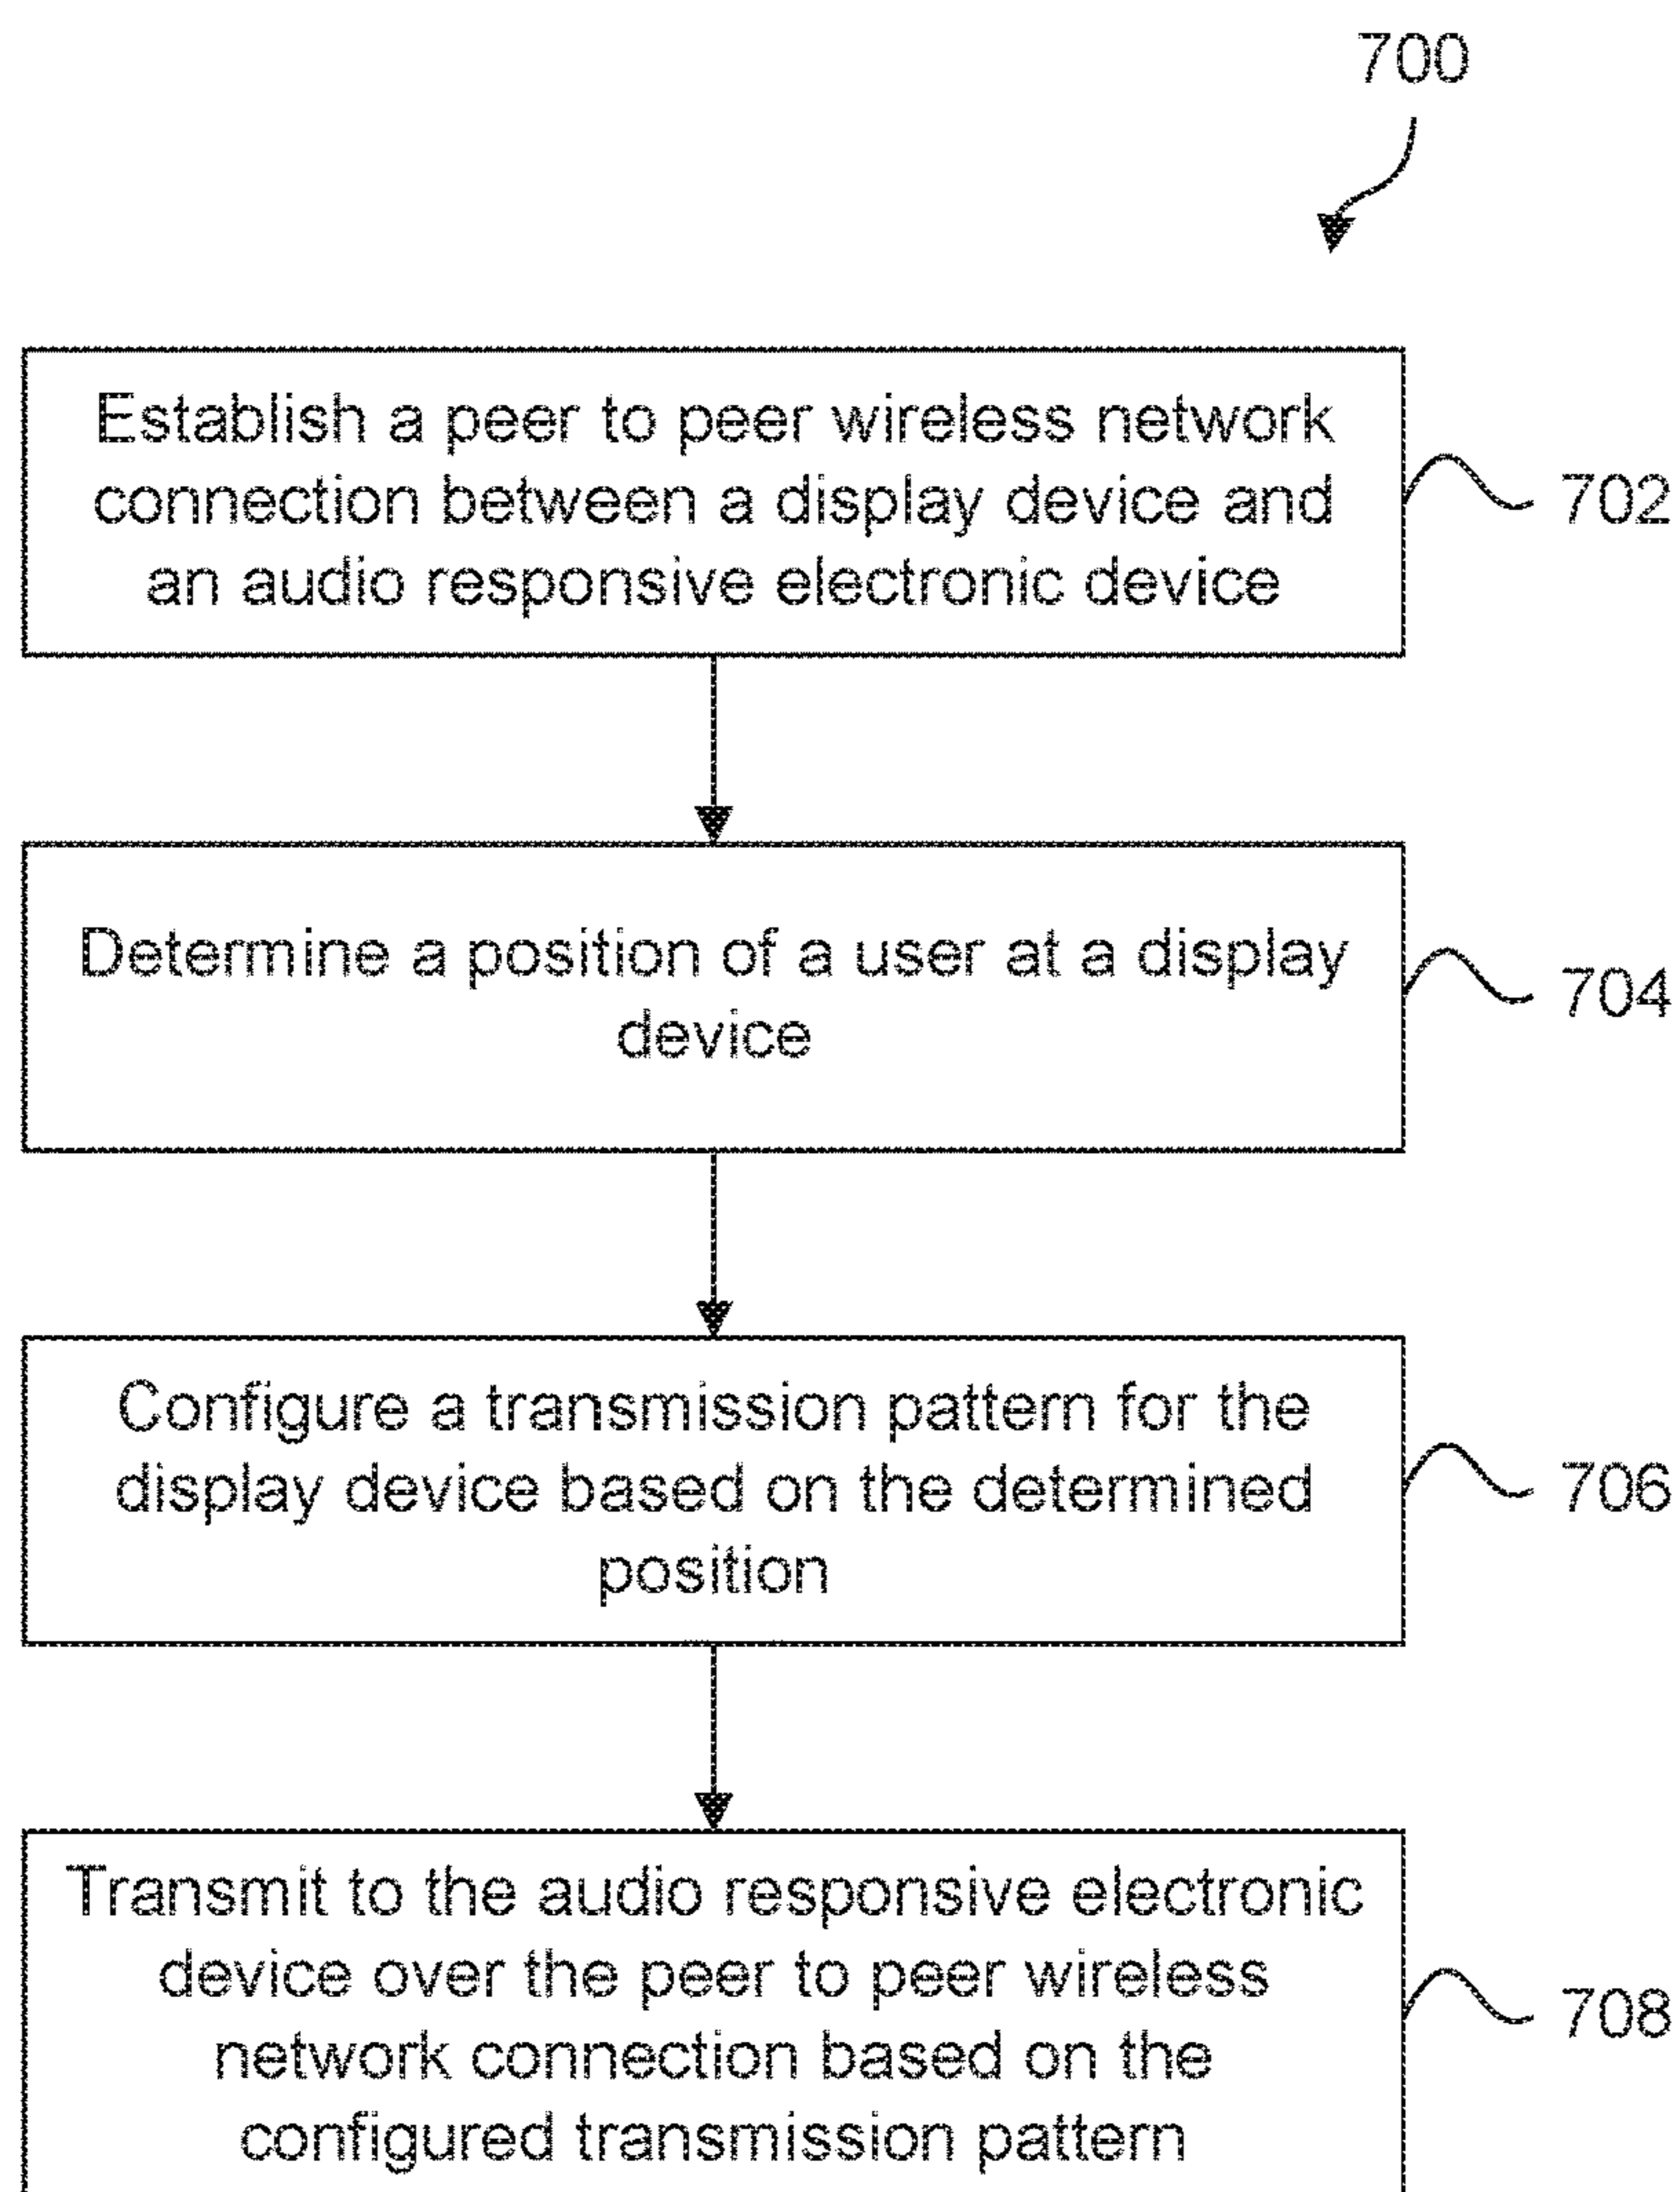 700
Establish a peer to peer wireless network
connection between a display device and
an audio responsive electronic device
702
Determine a position of a user at a display
device
704
Configure a transmission pattern for the
display device based on the determined
position
706
Transmit to the audio responsive electronic
device over the peer to peer wireless
network connection based on the
configured transmission pattern
708